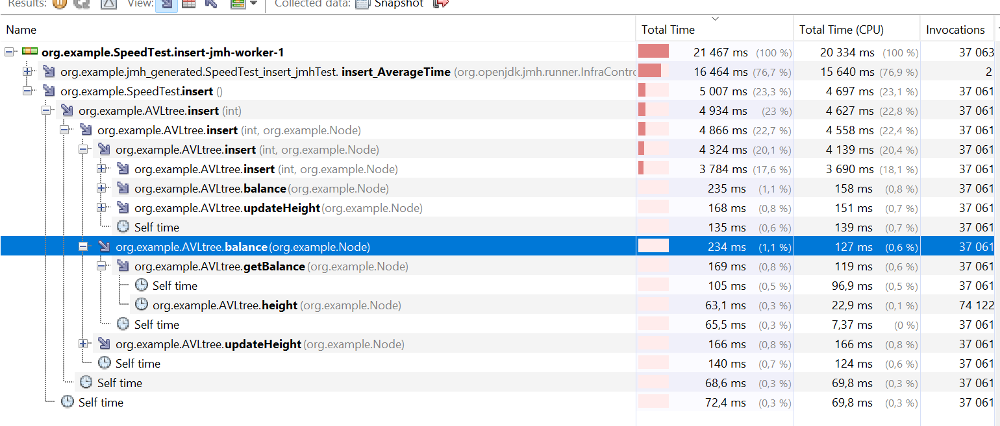 Results: View: Collected data: Snapshot
Name Total Time Total Time (CPU) Invocations
org.example.SpeedTest.insert-jmh-worker-1 21 467 ms (100 %) 20 334 ms (100 %) 37 063
org.example.jmh_generated.SpeedTest_insert_jmhTest. insert_AverageTime (org.openjdk.jmh.runner.InfraContro 16 464 ms (76,7 %) 15 640 ms (76,9 %) 2
org.example.SpeedTest.insert () 5 007 ms (23,3 %) 4 697 ms (23,1 %) 37 061
org.example.AVLtree.insert (int) 4 934 ms (23 %) 4 627 ms (22,8 %) 37 061
org.example.AVLtree.insert (int, org.example.Node) 4 866 ms (22,7 %) 4 558 ms (22,4 %) 37 061
org.example.AVLtree.insert (int, org.example.Node) 4 324 ms (20,1 %) 4 139 ms (20,4 %) 37 061
org.example.AVLtree.insert (int, org.example.Node) 3 784 ms (17,6 %) 3 690 ms (18,1 %) 37 061
org.example.AVLtree.balance (org.example.Node) 235 ms (1,1 %) 158 ms (0,8 %) 37 061
org.example.AVLtree.updateHeight (org.example.Node) 168 ms (0,8 %) 151 ms (0,7 %) 37 061
Self time 135 ms (0,6 %) 139 ms (0,7 %) 37 061
org.example.AVLtree.balance (org.example.Node) 234 ms (1,1 %) 127 ms (0,6 %) 37 061
org.example.AVLtree.getBalance (org.example.Node) 169 ms (0,8 %) 119 ms (0,6 %) 37 061
Self time 105 ms (0,5 %) 96,9 ms (0,5 %) 37 061
org.example.AVLtree.height (org.example.Node) 63,1 ms (0,3 %) 22,9 ms (0,1 %) 74 122
Self time 65,5 ms (0,3 %) 7,37 ms (0 %) 37 061
org.example.AVLtree.updateHeight (org.example.Node) 166 ms (0,8 %) 166 ms (0,8 %) 37 061
Self time 140 ms (0,7 %) 124 ms (0,6 %) 37 061
Self time 68,6 ms (0,3 %) 69,8 ms (0,3 %) 37 061
Self time 72,4 ms (0,3 %) 69,8 ms (0,3 %) 37 061